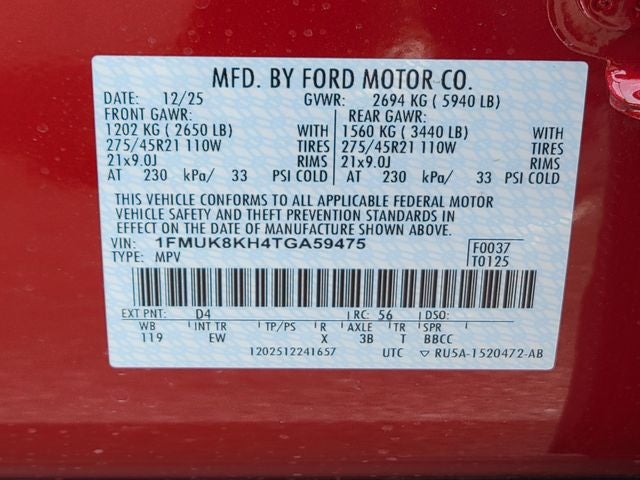 MFD. BY FORD MOTOR CO.
DATE: 12/25 GVWR: 2694 KG ( 5940 LB)
FRONT GAWR: REAR GAWR:
1202 KG ( 2650 LB) WITH 1560 KG ( 3440 LB) WITH
275/45R21 110W TIRES 275/45R21 110W TIRES
21x9.0J RIMS 21x9.0J RIMS
AT 230 kPa/ 33 PSI COLD AT 230 kPa/ 33 PSI COLD
THIS VEHICLE CONFORMS TO ALL APPLICABLE FEDERAL MOTOR
VEHICLE SAFETY AND THEFT PREVENTION STANDARDS IN
EFFECT ON THE DATE OF MANUFACTURE SHOWN ABOVE.
VIN: 1FMUK8KH4TGA59475 F0037
TYPE: MPV T0125
EXT PNT: D4 RC: 56 DSO:
WB INT TR TP/PS R AXLE TR SPR
119 EW X 3B T BBCC
1202512241657 UTC ▽ RU5A-1520472-AB